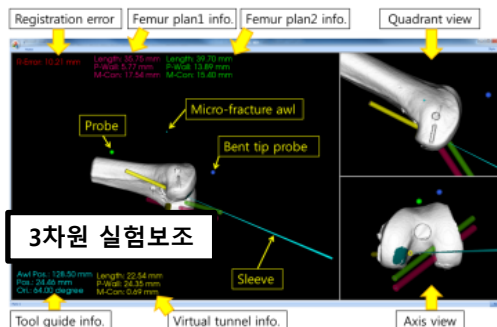 Registration error
Femur plan1 info.
Femur plan2 info.
Quadrant view
R-Error: 10.21 mm
Length: 35.78 mm
P-Wall: 5.77 mm
M-Con: 17.54 mm
Length: 39.70 mm
P-Wall: 13.89 mm
M-Con: 15.40 mm
Micro-fracture awl
Probe
Bent tip probe
3차원 실험보조
Sleeve
Awl Pos.: 128.50 mm
Pos.: 24.66 mm
Ori.: 64.00 degree
Length: 22.54 mm
P-Wall: 24.35 mm
M-Con: 0.69 mm
Tool guide info.
Virtual tunnel info.
Axis view